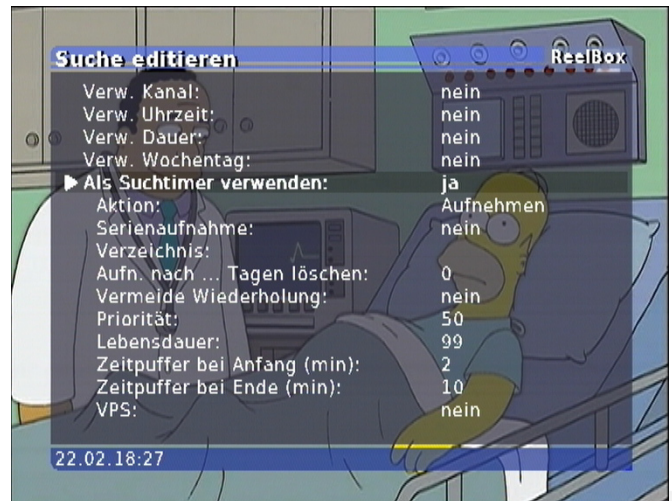 Suche editieren ReelBox
Verw. Kanal: nein
Verw. Uhrzeit: nein
Verw. Dauer: nein
Verw. Wochentag: nein
Als Suchtimer verwenden: ja
Aktion: Aufnehmen
Serienaufnahme: nein
Verzeichnis:
Aufn. nach ... Tagen löschen: 0
Vermeide Wiederholung: nein
Priorität: 50
Lebensdauer: 99
Zeitpuffer bei Anfang (min): 2
Zeitpuffer bei Ende (min): 10
VPS: nein
22.02.18:27